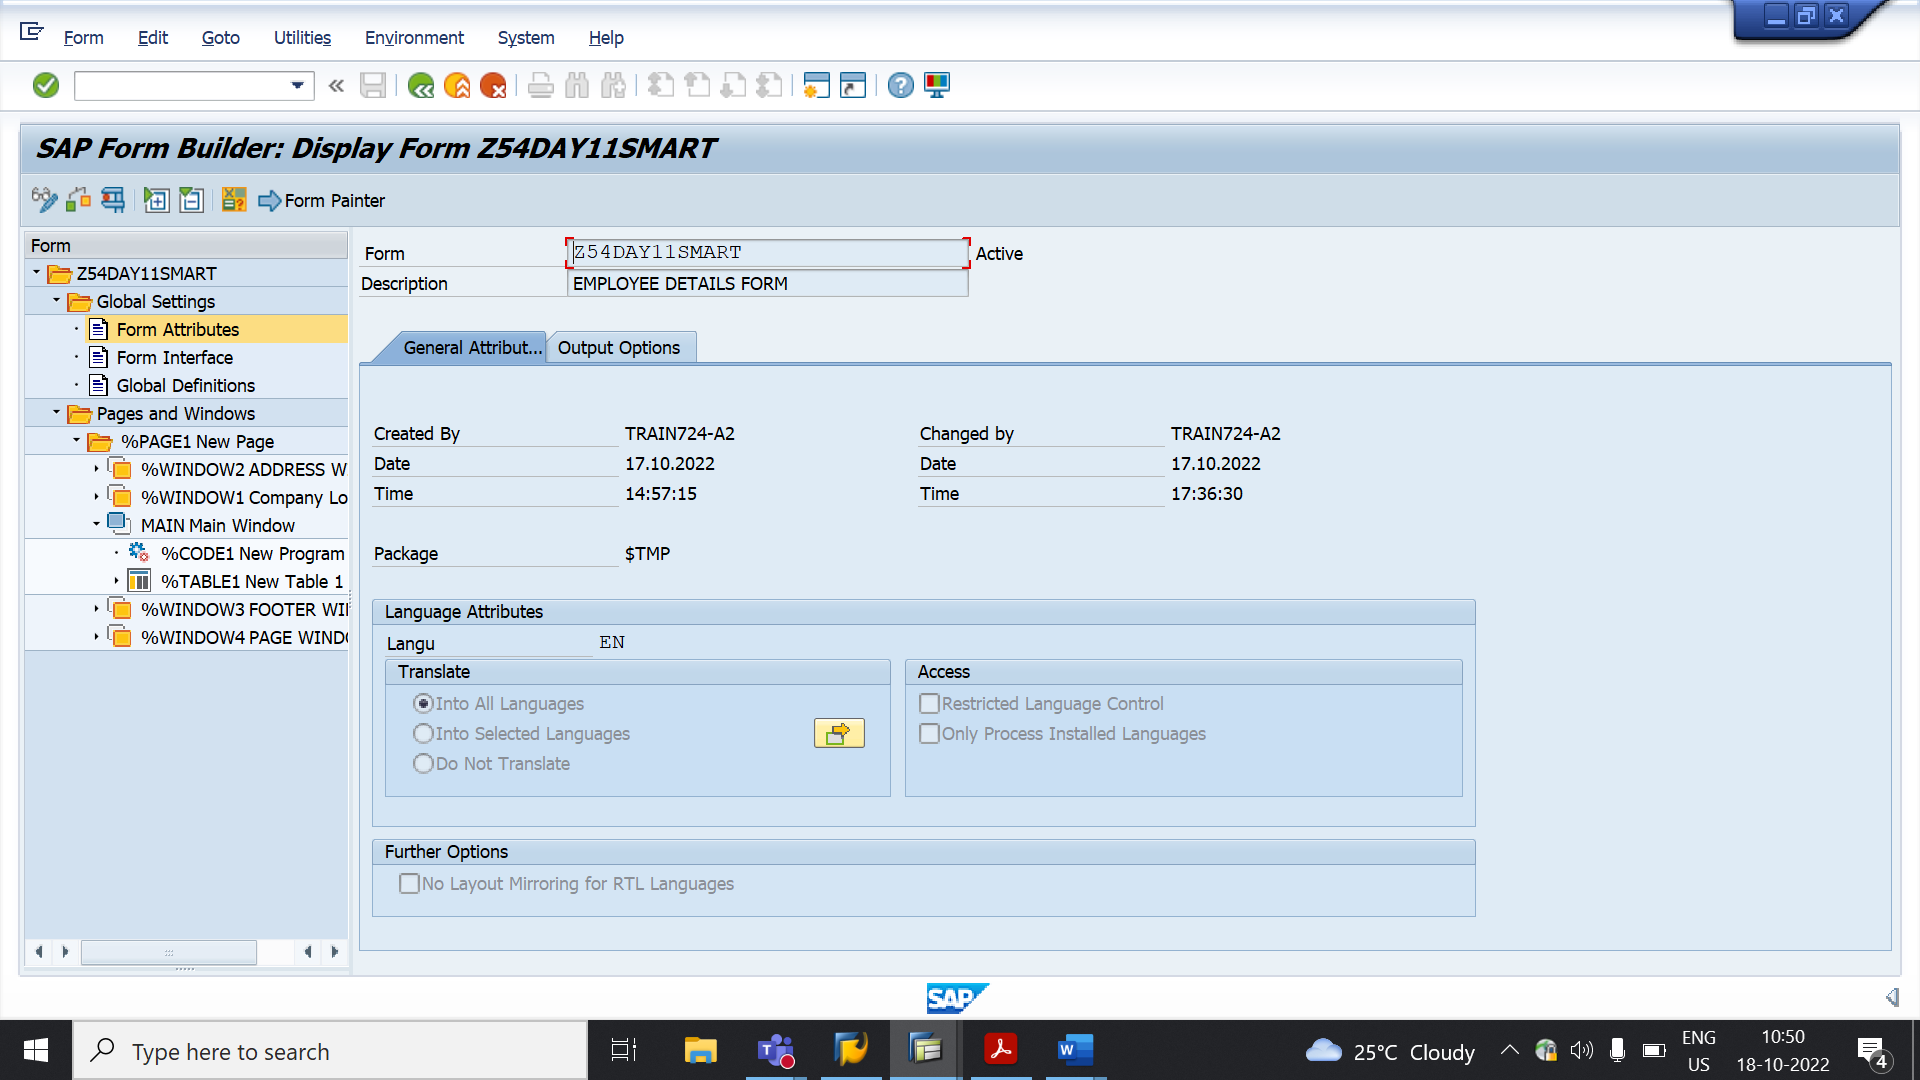 Form Edit Goto Utilities Environment System Help
SAP Form Builder: Display Form Z54DAY11SMART
Form Painter
Form
Z54DAY11SMART
Global Settings
Form Attributes
Form Interface
Global Definitions
Pages and Windows
%PAGE1 New Page
%WINDOW2 ADDRESS W
%WINDOW1 Company Lo
MAIN Main Window
%CODE1 New Program
%TABLE1 New Table 1
%WINDOW3 FOOTER WI
%WINDOW4 PAGE WIND
Form Z54DAY11SMART Active
Description EMPLOYEE DETAILS FORM
General Attribut... Output Options
Created By TRAIN724-A2 Changed by TRAIN724-A2
Date 17.10.2022 Date 17.10.2022
Time 14:57:15 Time 17:36:30
Package $TMP
Language Attributes
Langu EN
Translate
Into All Languages
Into Selected Languages
Do Not Translate
Access
Restricted Language Control
Only Process Installed Languages
Further Options
No Layout Mirroring for RTL Languages
SAP
Type here to search
25°C Cloudy
ENG
US
10:50
18-10-2022
4